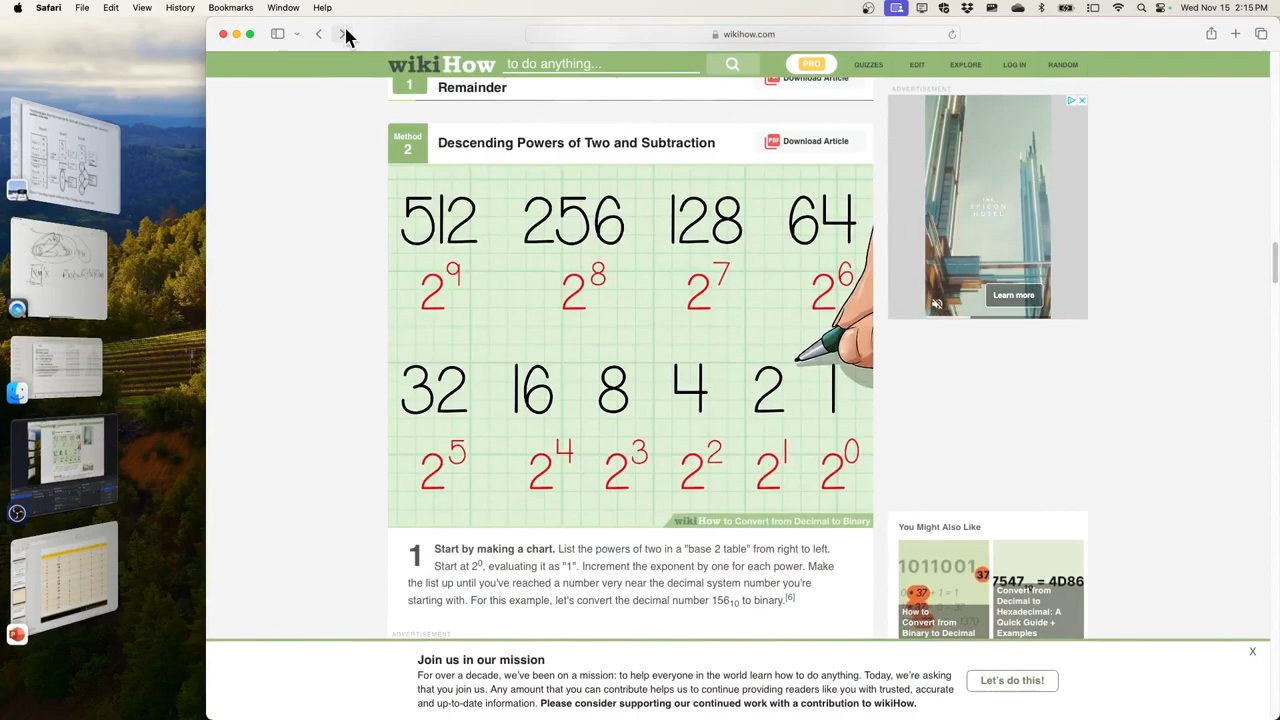 Safari File Edit View History Bookmarks Window Help Wed Nov 15 2:15PM
wikihow.com
wikiHow to do anything... PRO QUIZZES EDIT EXPLORE LOG IN RANDOM
1 Remainder Download Article
ADVERTISEMENT
Method 2 Descending Powers of Two and Subtraction PDF Download Article
512 256 128 64
2⁹ 2⁸ 2⁷ 2⁶
32 16 8 4 2 1
2⁵ 2⁴ 2³ 2² 2¹ 2⁰
wikiHow to Convert from Decimal to Binary
THE
EPICON
HOTEL
Learn more
1 Start by making a chart. List the powers of two in a "base 2 table" from right to left.
Start at 2⁰, evaluating it as "1". Increment the exponent by one for each power. Make
the list up until you've reached a number very near the decimal system number you're
starting with. For this example, let's convert the decimal number 156₁₀ to binary.[6]
ADVERTISEMENT
You Might Also Like
1011001
37
How to
Convert from
Binary to Decimal
7547 = 4D86
Convert from
Decimal to
Hexadecimal: A
Quick Guide +
Examples
Join us in our mission X
For over a decade, we've been on a mission: to help everyone in the world learn how to do anything. Today, we're asking
that you join us. Any amount that you can contribute helps us to continue providing readers like you with trusted, accurate
and up-to-date information. Please consider supporting our continued work with a contribution to wikiHow.
Let's do this!